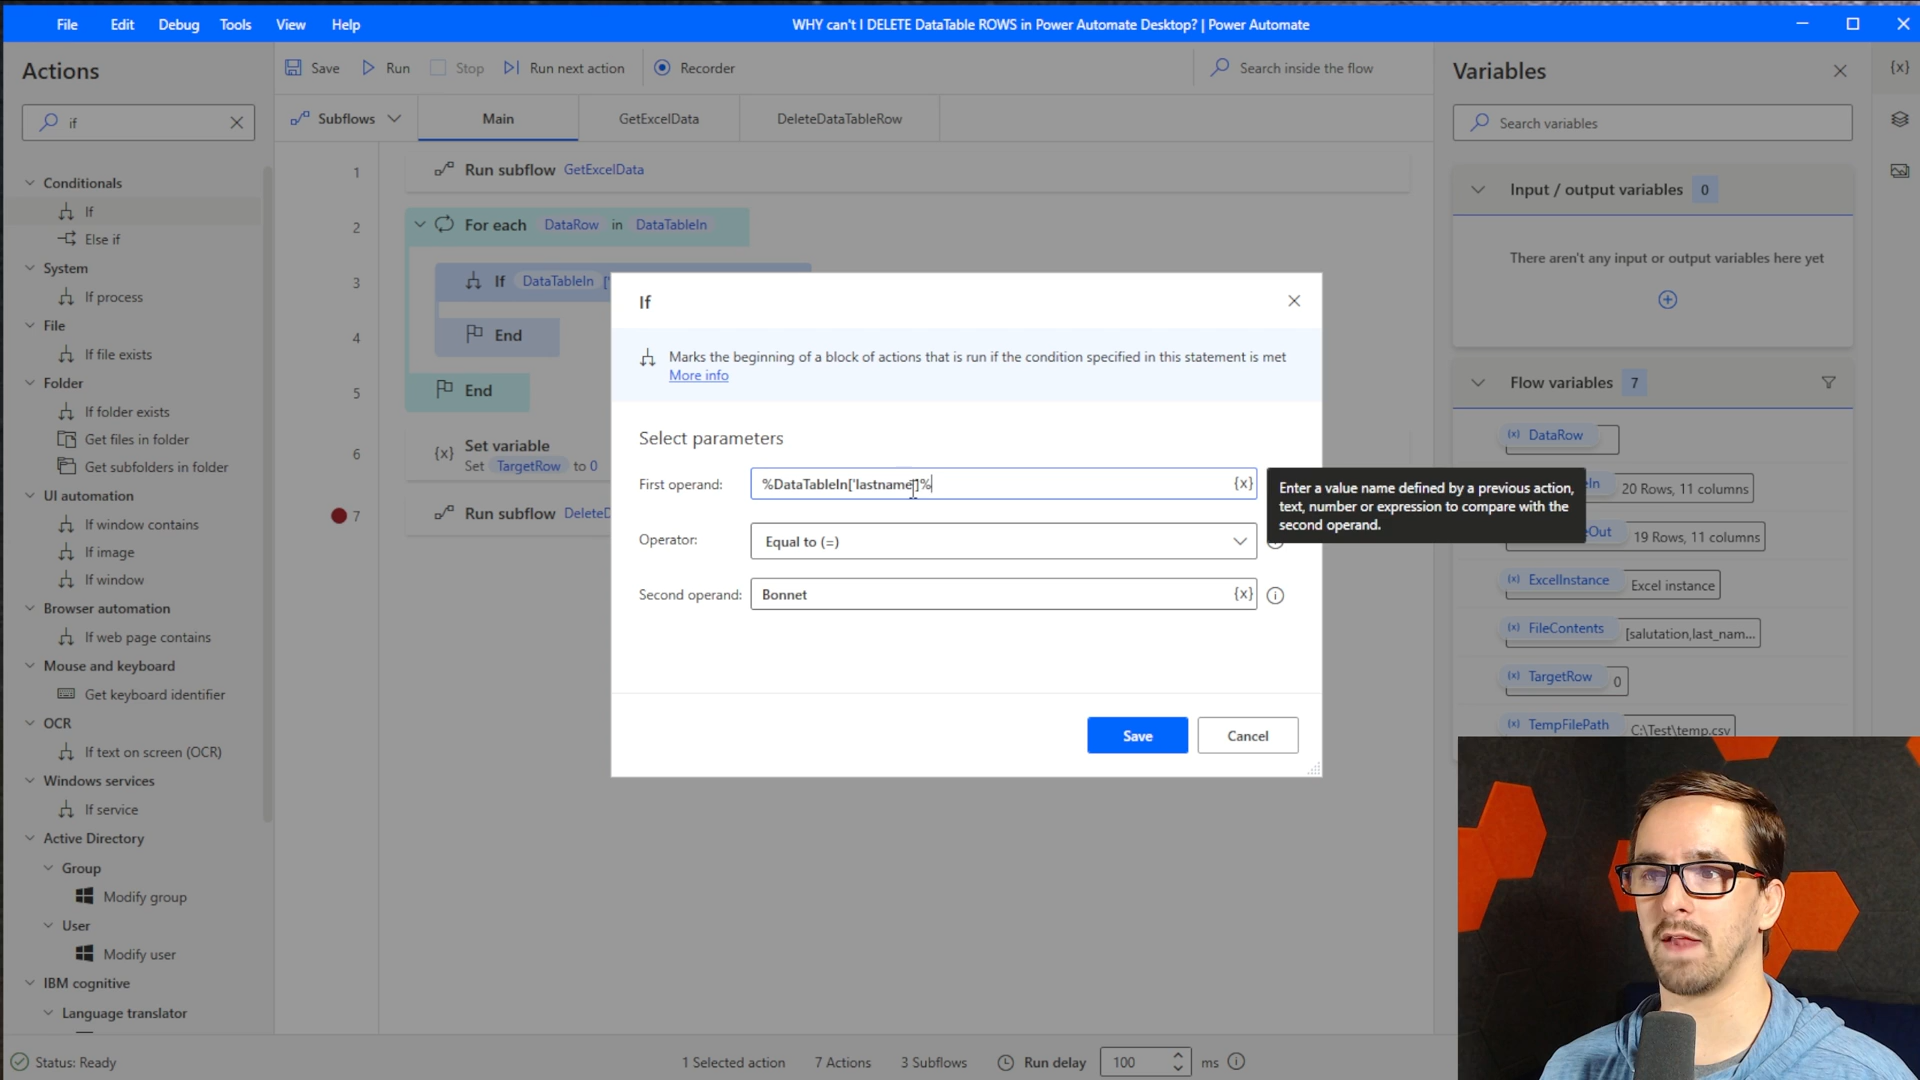 File Edit Debug Tools View Help
WHY can't I DELETE DataTable ROWS in Power Automate Desktop? | Power Automate
Actions
if
Conditionals
If
Else if
System
If process
File
If file exists
Folder
If folder exists
Get files in folder
Get subfolders in folder
UI automation
If window contains
If image
If window
Browser automation
If web page contains
Mouse and keyboard
Get keyboard identifier
OCR
If text on screen (OCR)
Windows services
If service
Active Directory
Group
Modify group
User
Modify user
IBM cognitive
Language translator
Save Run Stop Run next action Recorder
Search inside the flow
Subflows Main GetExcelData DeleteDataTableRow
1 Run subflow GetExcelData
2 For each DataRow in DataTableIn
3 If DataTableIn ['
4 End
5 End
6 Set variable
Set TargetRow to 0
7 Run subflow DeleteD
If
Marks the beginning of a block of actions that is run if the condition specified in this statement is met
More info
Select parameters
First operand: %DataTableIn['lastname']% {x}
Operator: Equal to (=)
Second operand: Bonnet {x}
Save Cancel
Enter a value name defined by a previous action,
text, number or expression to compare with the
second operand.
Variables
{x}
Search variables
Input / output variables 0
There aren't any input or output variables here yet
Flow variables 7
(x) DataRow
In 20 Rows, 11 columns
eOut 19 Rows, 11 columns
(x) ExcelInstance Excel instance
(x) FileContents [salutation,last_nam...
(x) TargetRow 0
(x) TempFilePath C:\Test\temp.csv
Status: Ready
1 Selected action 7 Actions 3 Subflows Run delay 100 ms